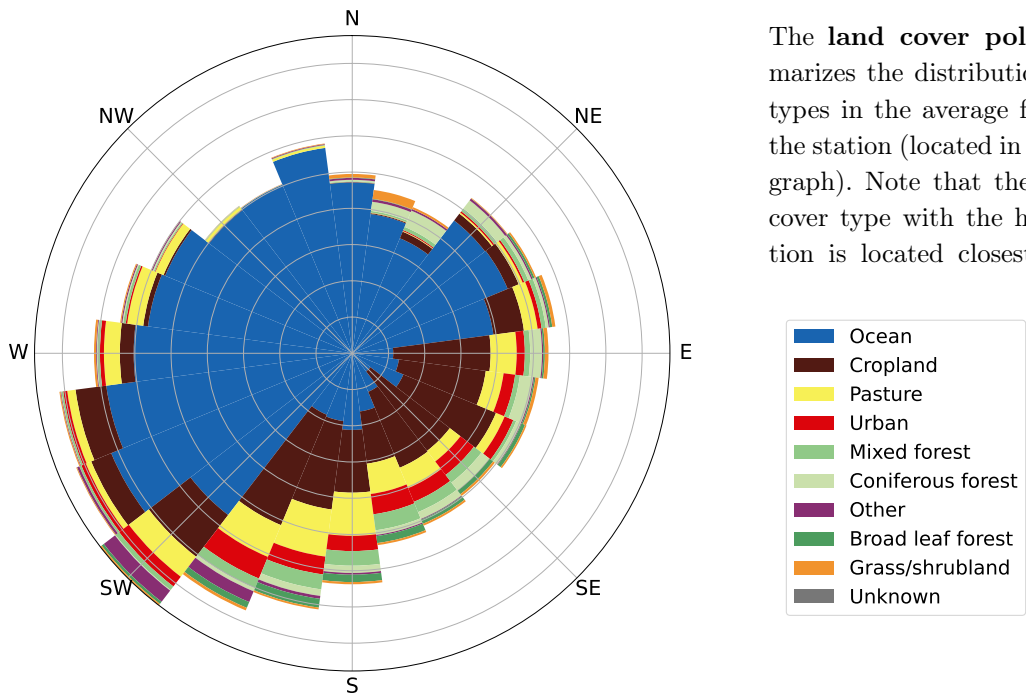 N
NE
E
SE
S
SW
W
NW
The land cover pol
marizes the distributi
types in the average f
the station (located in
graph). Note that the
cover type with the h
tion is located closest
Ocean
Cropland
Pasture
Urban
Mixed forest
Coniferous forest
Other
Broad leaf forest
Grass/shrubland
Unknown